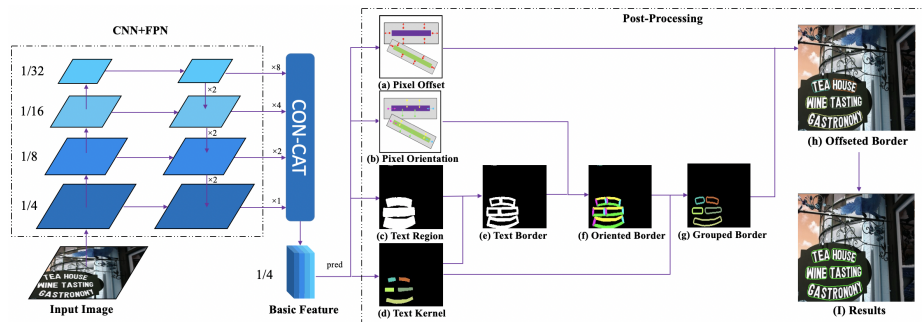 CNN+FPN
Post-Processing
1/32
×8
×2
1/16
×4
×2
1/8
×2
×2
1/4
×1
CON-CAT
TEA HOUSE
WINE TASTING
GASTRONOMY
Input Image
1/4
Basic Feature
pred
(a) Pixel Offset
(b) Pixel Orientation
(c) Text Region
(d) Text Kernel
(e) Text Border
(f) Oriented Border
(g) Grouped Border
TEA HOUSE
WINE TASTING
GASTRONOMY
(h) Offseted Border
TEA HOUSE
WINE TASTING
GASTRONOMY
(I) Results